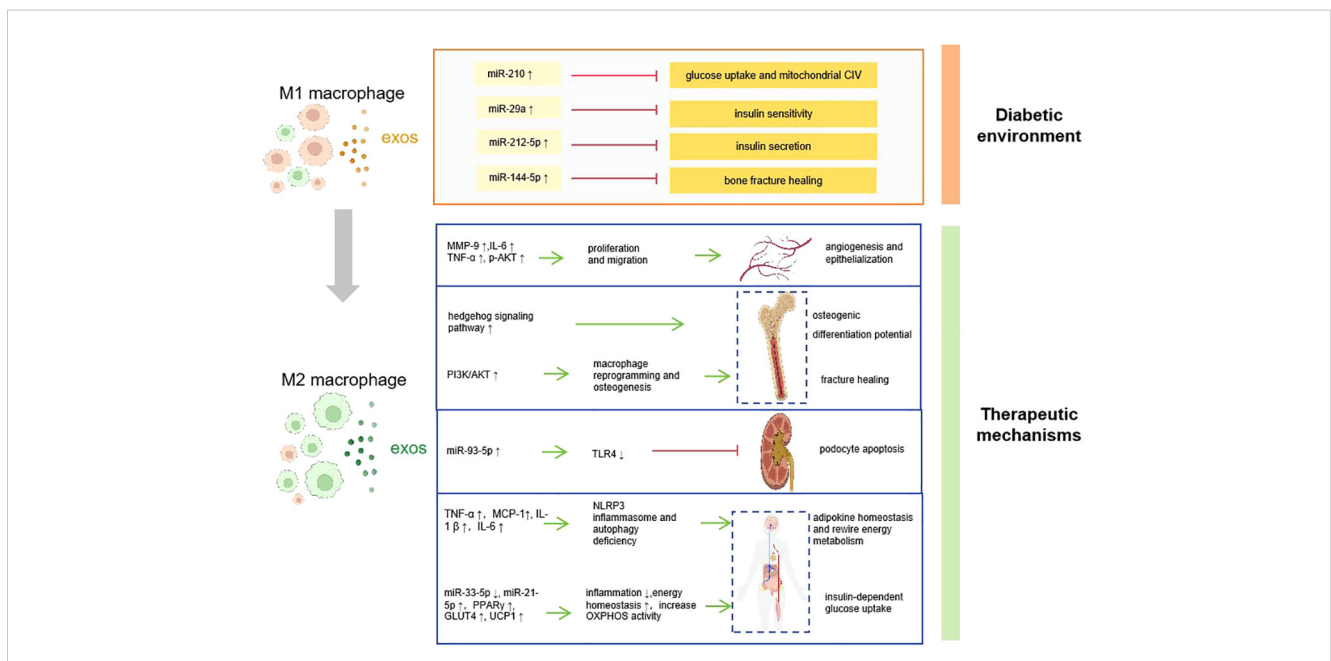 M1 macrophage
exos
miR-210 ↑
glucose uptake and mitochondrial CIV
miR-29a ↑
insulin sensitivity
miR-212-5p ↑
insulin secretion
miR-144-5p ↑
bone fracture healing
Diabetic
environment
M2 macrophage
exos
MMP-9 ↑,IL-6 ↑
TNF-α ↑, p-AKT ↑
proliferation
and migration
angiogenesis and
epithelialization
hedgehog signaling
pathway ↑
osteogenic
differentiation potential
PI3K/AKT ↑
macrophage
reprogramming and
osteogenesis
fracture healing
miR-93-5p ↑
TLR4 ↓
podocyte apoptosis
TNF-α ↑, MCP-1↑, IL-
1 β ↑, IL-6 ↑
NLRP3
inflammasome and
autophagy
deficiency
adipokine homeostasis
and rewire energy
metabolism
miR-33-5p ↓, miR-21-
5p ↑, PPARγ ↑,
GLUT4 ↑, UCP1 ↑
inflammation ↓,energy
homeostasis ↑, increase
OXPHOS activity
insulin-dependent
glucose uptake
Therapeutic
mechanisms